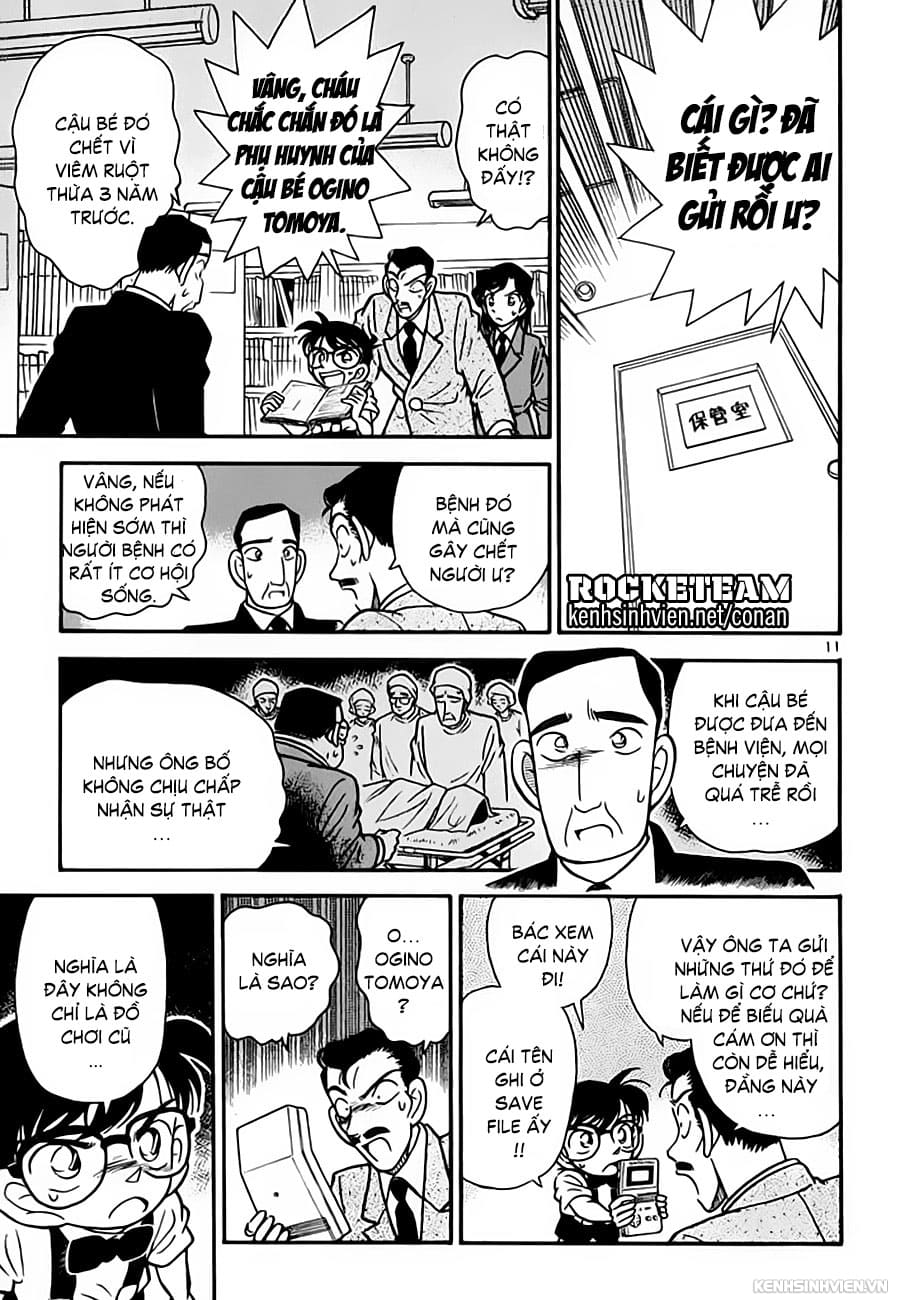 CÁI GÌ? ĐÃ
BIẾT ĐƯỢC AI
GỬI RỒI Ư?
保管室
CÓ
THẬT
KHÔNG
ĐẤY!?
VÂNG, CHÁU
CHẮC CHẮN ĐÓ LÀ
PHỤ HUYNH CỦA
CẬU BÉ OGINO
TOMOYA.
CẬU BÉ ĐÓ
CHẾT VÌ
VIÊM RUỘT
THỪA 3 NĂM
TRƯỚC.
BỆNH ĐÓ
MÀ CŨNG
GÂY CHẾT
NGƯỜI Ư?
VÂNG, NẾU
KHÔNG PHÁT
HIỆN SỚM THÌ
NGƯỜI BỆNH CÓ
RẤT ÍT CƠ HỘI
SỐNG.
ROCKETEAM
kenhsinhvien.net/conan
11
KHI CẬU BÉ
ĐƯỢC ĐƯA ĐẾN
BỆNH VIỆN, MỌI
CHUYỆN ĐÃ
QUÁ TRỄ RỒI
...
NHƯNG ÔNG BỐ
KHÔNG CHỊU CHẤP
NHẬN SỰ THẬT
...
VẬY ÔNG TA GỬI
NHỮNG THỨ ĐÓ ĐỂ
LÀM GÌ CƠ CHỨ?
NẾU ĐỂ BIẾU QUÀ
CÁM ƠN THÌ
CÒN DỄ HIỂU,
ĐẰNG NÀY
...
BÁC XEM
CÁI NÀY
ĐI!
CÁI TÊN
GHI Ở
SAVE
FILE ẤY
!!
O...
OGINO
TOMOYA
?
NGHĨA
LÀ SAO?
NGHĨA LÀ
ĐÂY KHÔNG
CHỈ LÀ ĐỒ
CHƠI CŨ
...
KENHSINHVIEN.VN